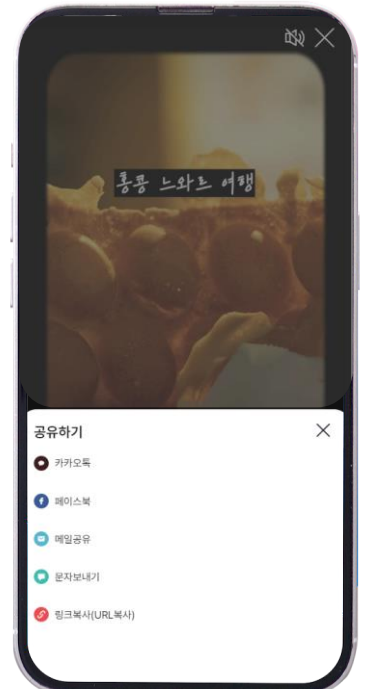 홍콩 느와르 여행
공유하기
카카오톡
페이스북
메일공유
문자보내기
링크복사(URL복사)